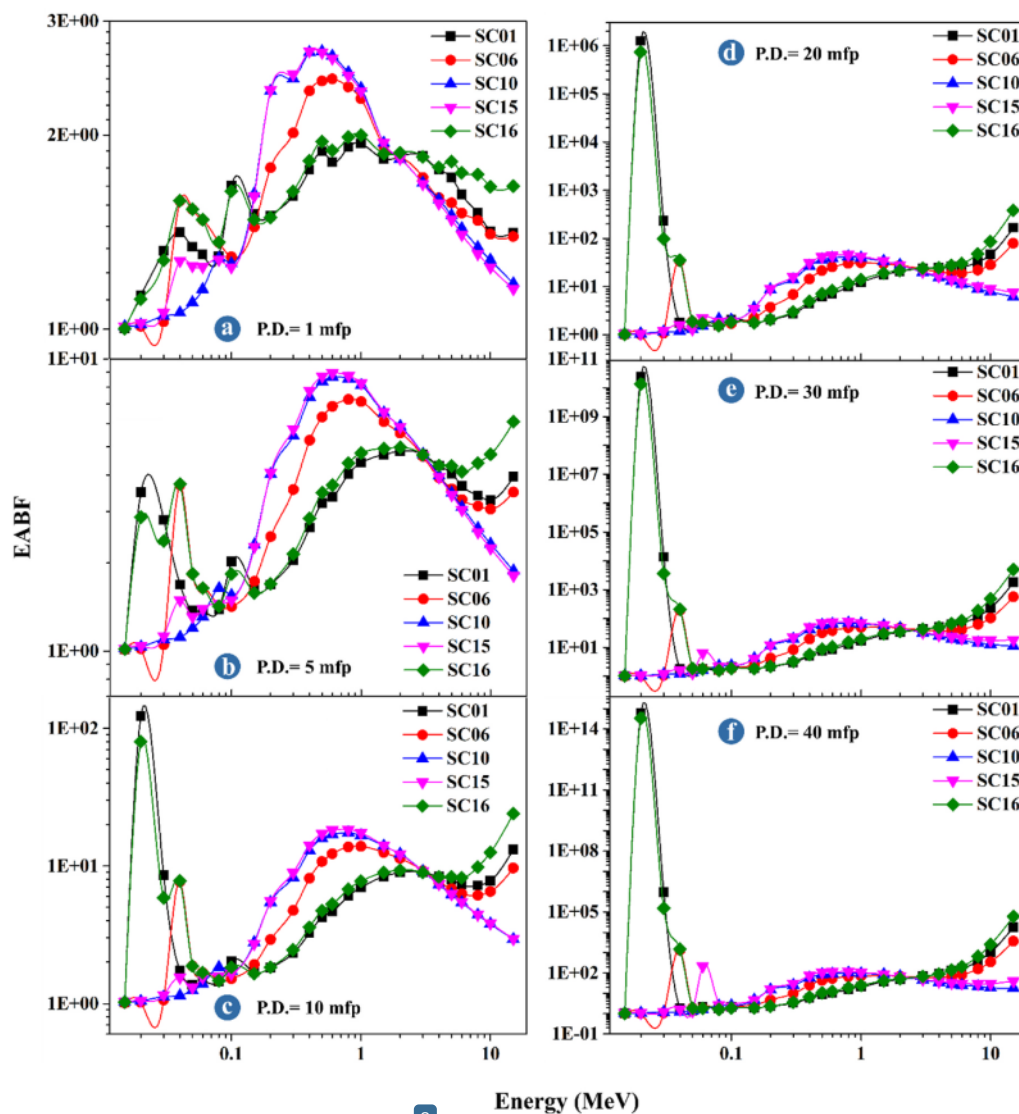 3E+00
2E+00
1E+00
SC01
SC06
SC10
SC15
SC16
a P.D.= 1 mfp
1E+01
1E+00
SC01
SC06
SC10
SC15
SC16
b P.D.= 5 mfp
1E+02
1E+01
1E+00
SC01
SC06
SC10
SC15
SC16
c P.D.= 10 mfp
0.1 1 10
EABF
1E+06
1E+05
1E+04
1E+03
1E+02
1E+01
1E+00
d P.D.= 20 mfp
SC01
SC06
SC10
SC15
SC16
1E+11
1E+09
1E+07
1E+05
1E+03
1E+01
e P.D.= 30 mfp
SC01
SC06
SC10
SC15
SC16
1E+14
1E+11
1E+08
1E+05
1E+02
1E-01
f P.D.= 40 mfp
SC01
SC06
SC10
SC15
SC16
0.1 1 10
Energy (MeV)